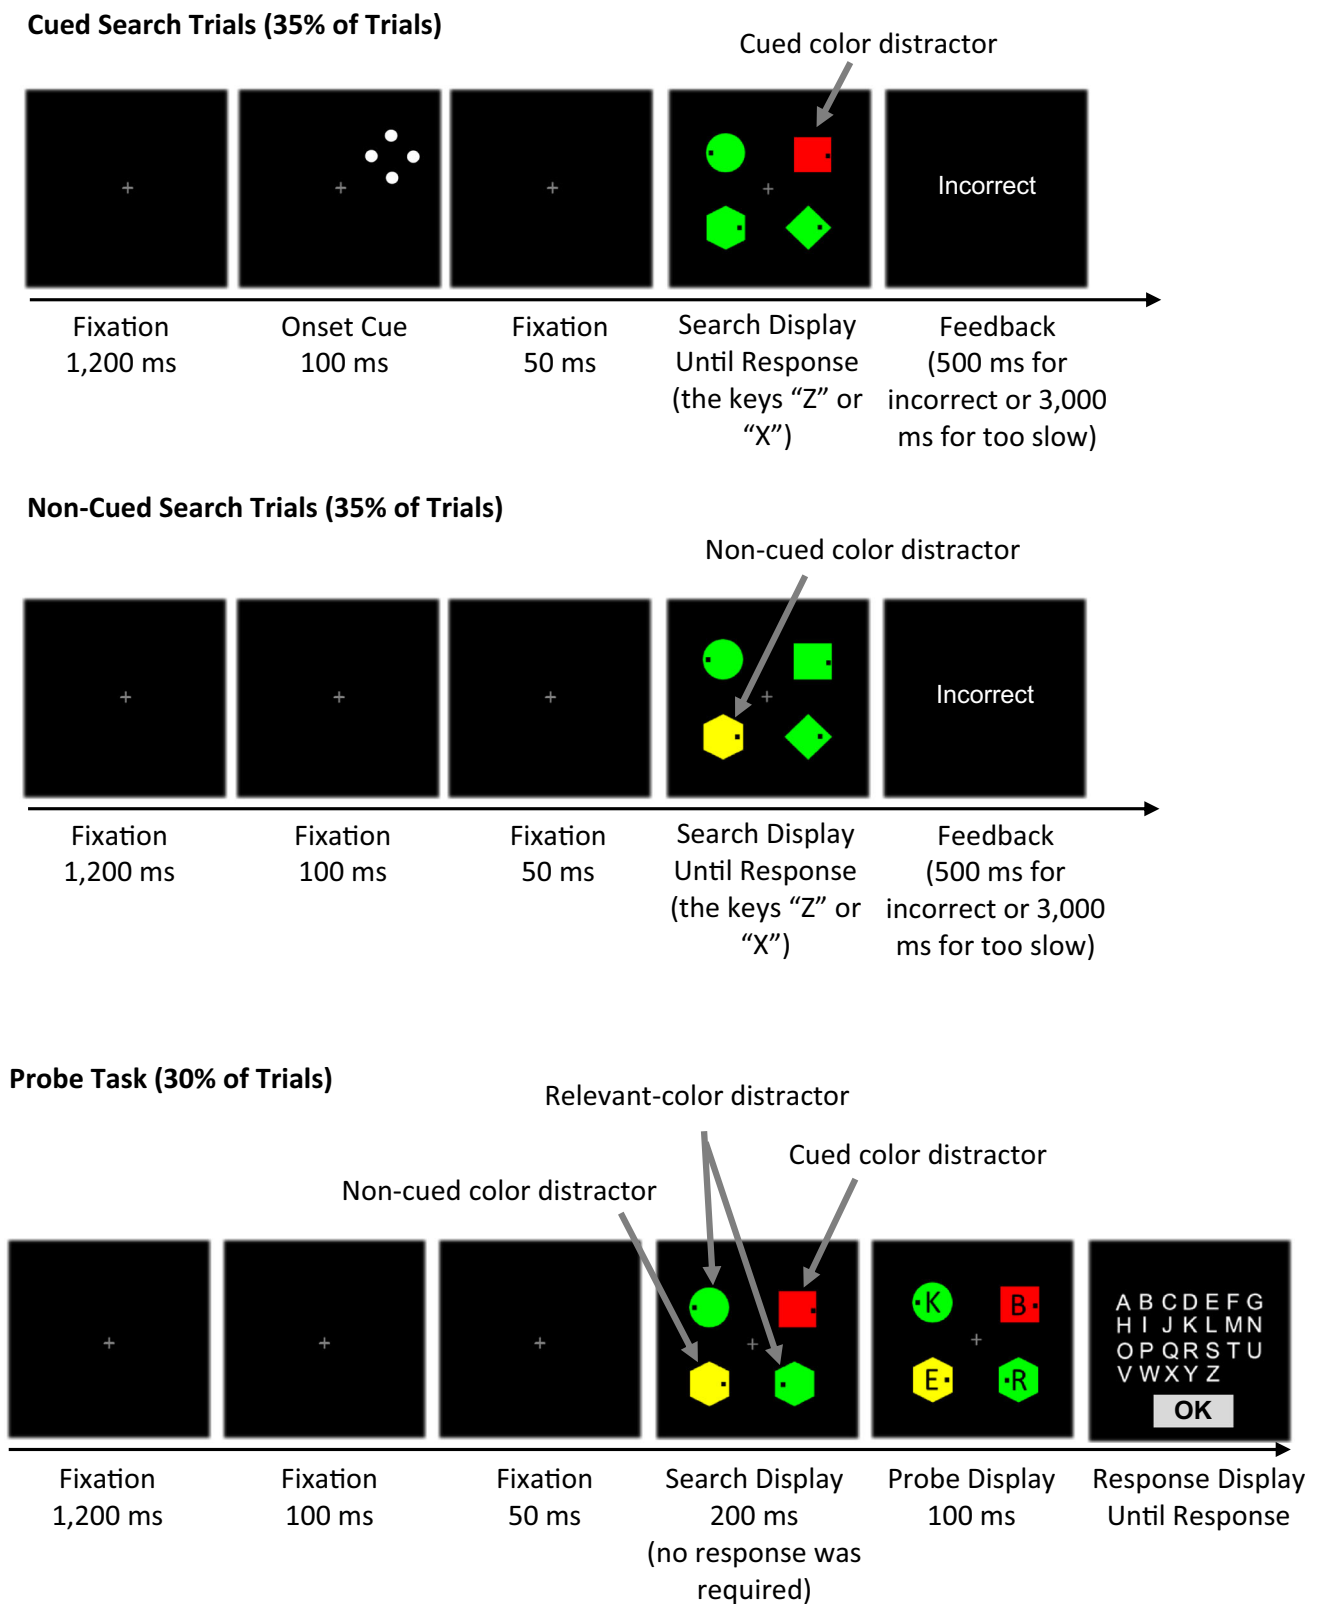 Cued Search Trials (35% of Trials)
Cued color distractor
Incorrect
Fixation
1,200 ms
Onset Cue
100 ms
Fixation
50 ms
Search Display
Until Response
(the keys “Z” or
“X”)
Feedback
(500 ms for
incorrect or 3,000
ms for too slow)
Non-Cued Search Trials (35% of Trials)
Non-cued color distractor
Incorrect
Fixation
1,200 ms
Fixation
100 ms
Fixation
50 ms
Search Display
Until Response
(the keys “Z” or
“X”)
Feedback
(500 ms for
incorrect or 3,000
ms for too slow)
Probe Task (30% of Trials)
Relevant-color distractor
Cued color distractor
Non-cued color distractor
K B
E R
A B C D E F G
H I J K L M N
O P Q R S T U
V W X Y Z
OK
Fixation
1,200 ms
Fixation
100 ms
Fixation
50 ms
Search Display
200 ms
(no response was
required)
Probe Display
100 ms
Response Display
Until Response